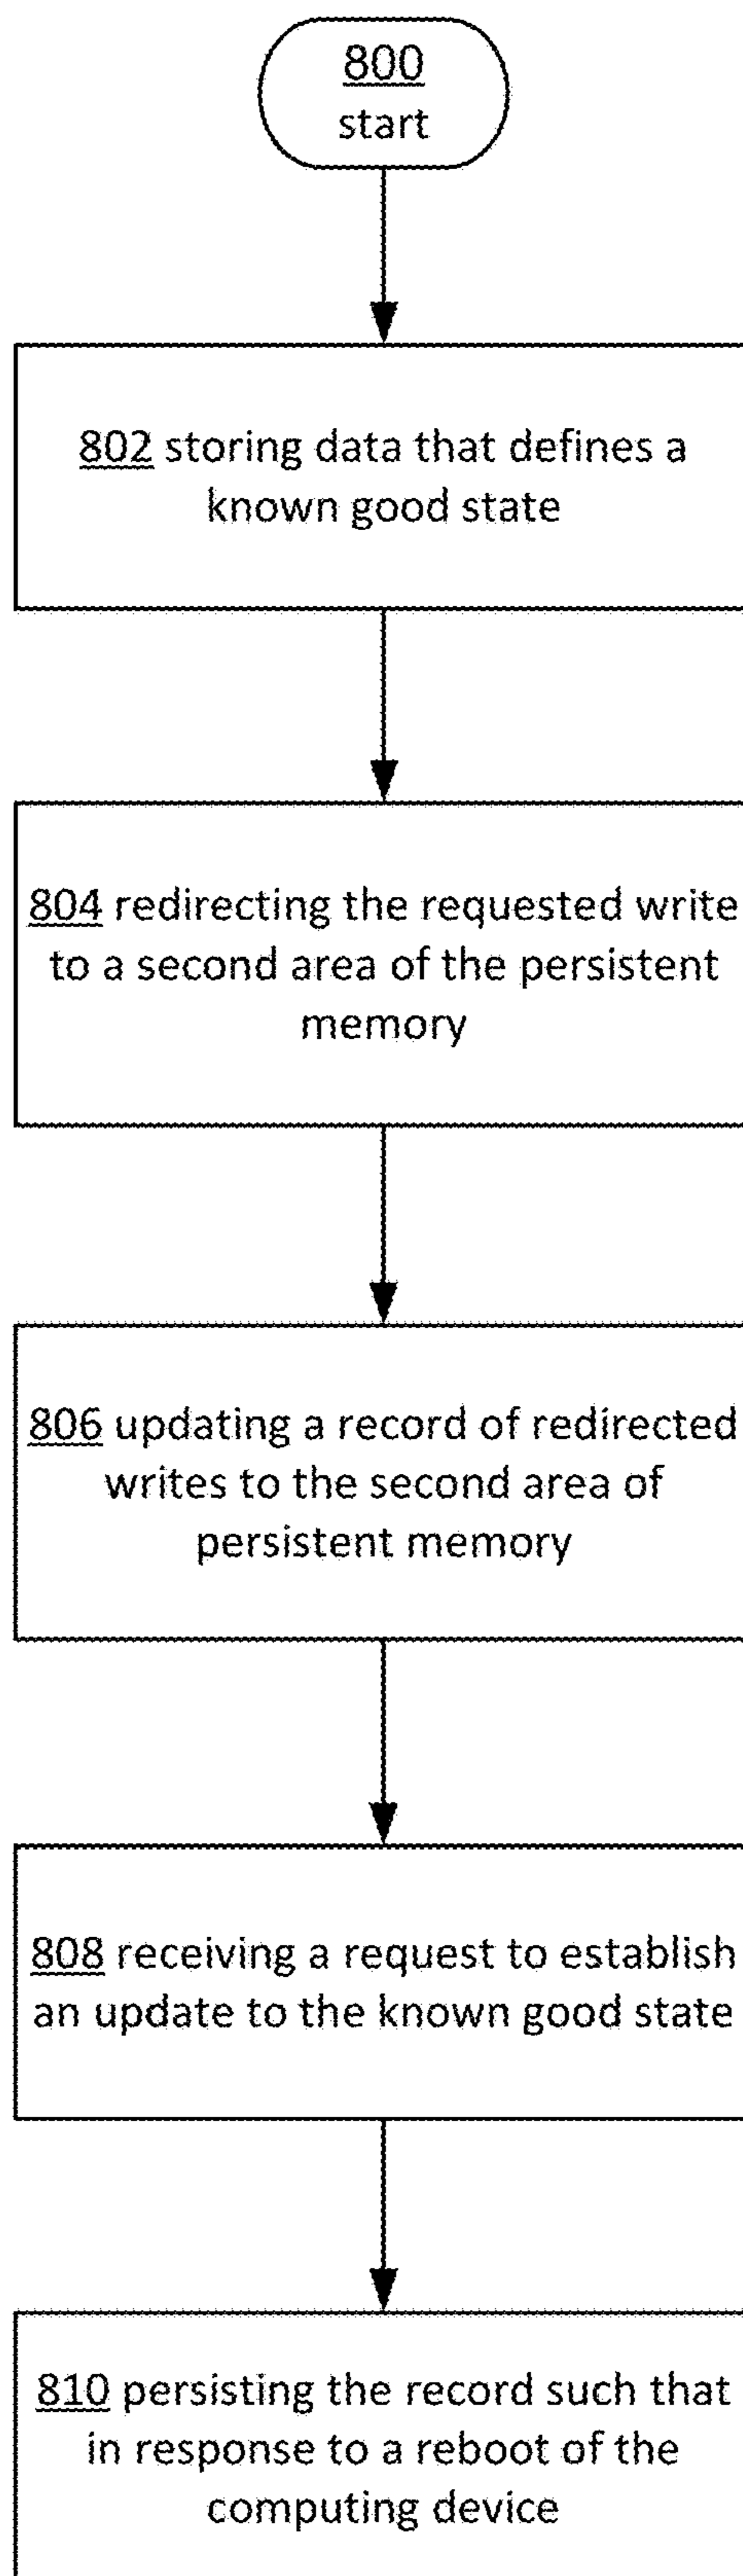 800
start
802 storing data that defines a
known good state
804 redirecting the requested write
to a second area of the persistent
memory
806 updating a record of redirected
writes to the second area of
persistent memory
808 receiving a request to establish
an update to the known good state
810 persisting the record such that
in response to a reboot of the
computing device